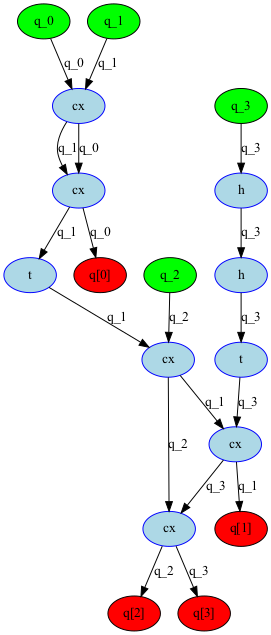 q_0 q_1
q_0 q_1
cx q_3
q_1 q_0 q_3
cx h
q_1 q_0 q_3
t q[0] q_2 h
q_1 q_2 q_3
cx t
q_1 q_3
q_2 cx
q_3 q_1
cx q[1]
q_2 q_3
q[2] q[3]